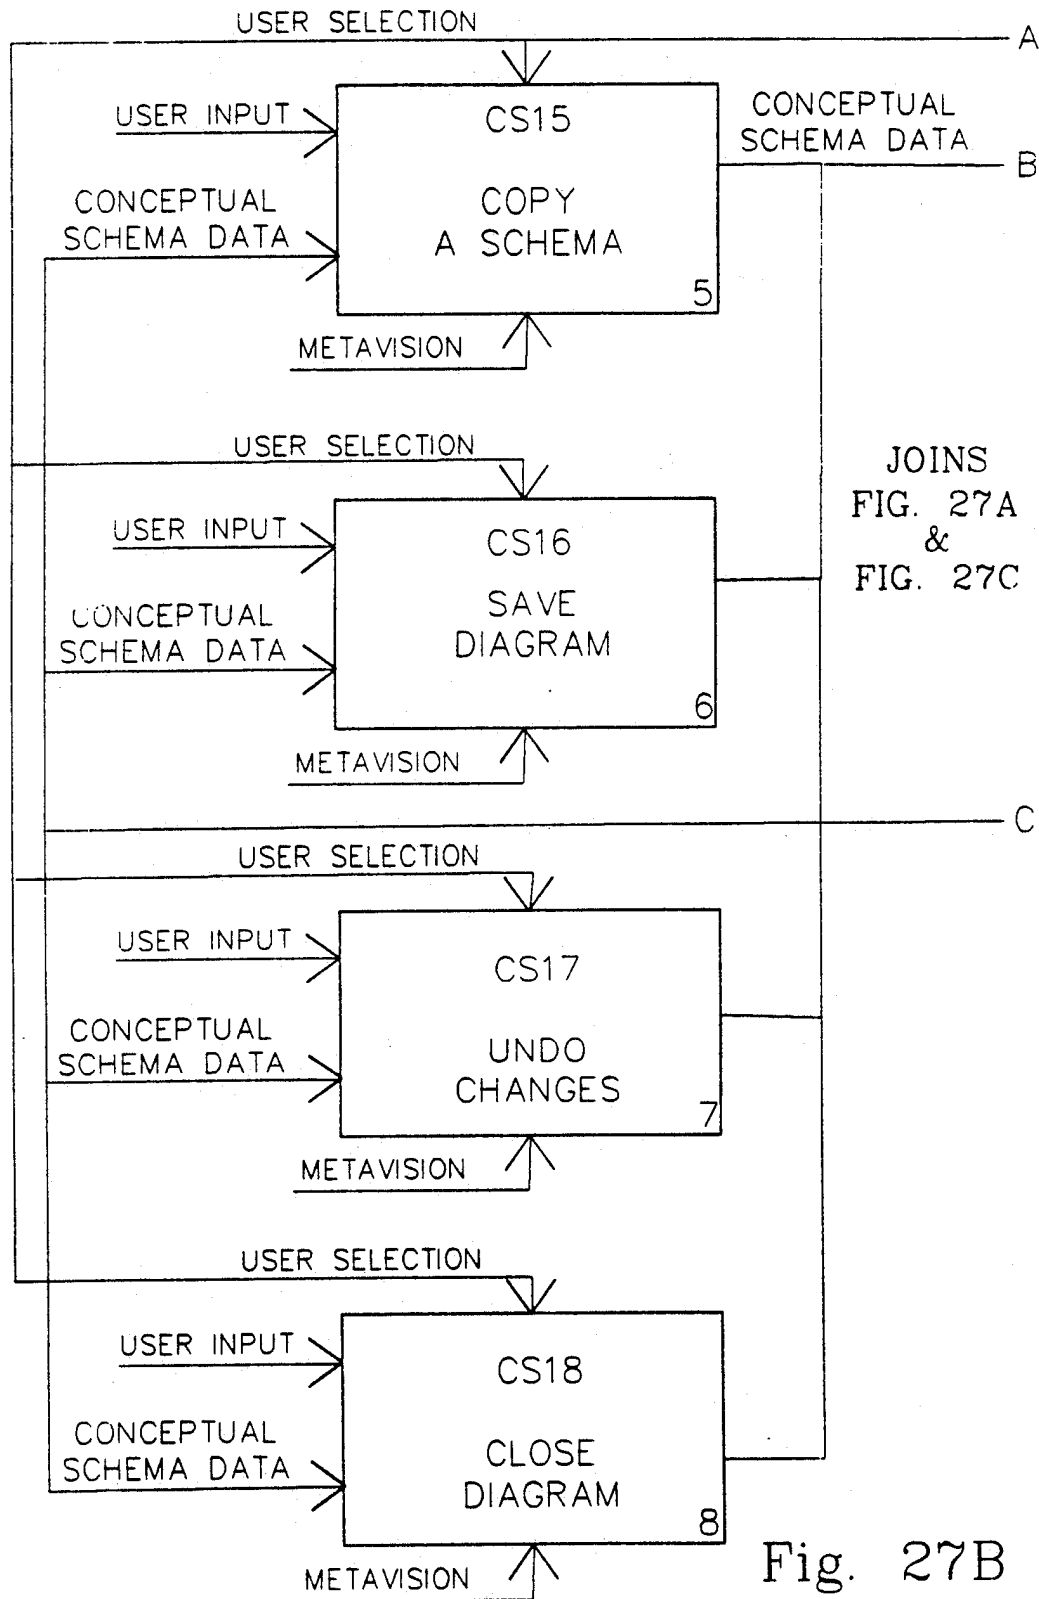 USER SELECTION
A
USER INPUT
CS15
CONCEPTUAL
SCHEMA DATA
B
CONCEPTUAL
SCHEMA DATA
COPY
A SCHEMA
5
METAVISION
USER SELECTION
JOINS
FIG. 27A
&
FIG. 27C
USER INPUT
CS16
CONCEPTUAL
SCHEMA DATA
SAVE
DIAGRAM
6
METAVISION
C
USER SELECTION
USER INPUT
CS17
CONCEPTUAL
SCHEMA DATA
UNDO
CHANGES
7
METAVISION
USER SELECTION
USER INPUT
CS18
CONCEPTUAL
SCHEMA DATA
CLOSE
DIAGRAM
8
METAVISION
Fig. 27B